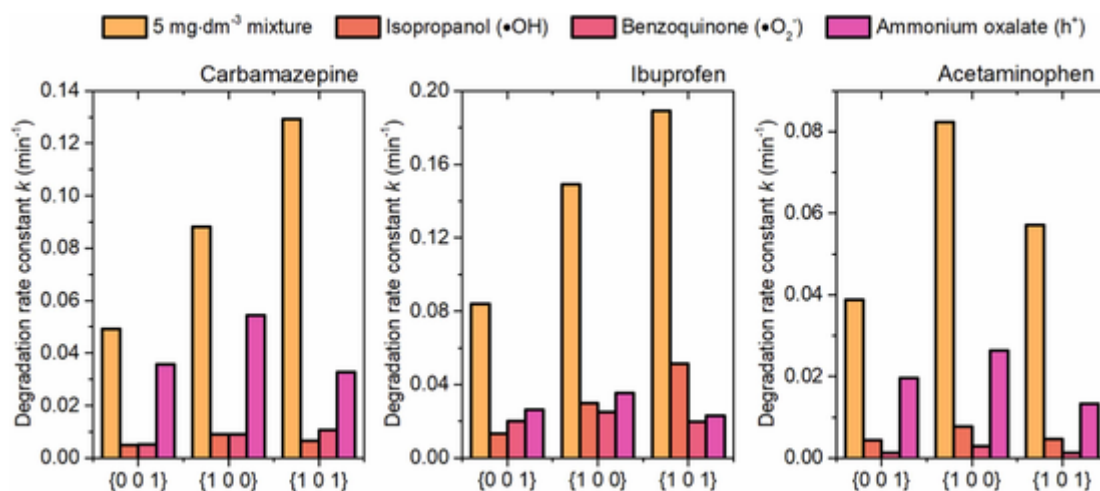 5 mg·dm⁻³ mixture Isopropanol (•OH) Benzoquinone (•O₂⁻) Ammonium oxalate (h⁺)
Carbamazepine
Degradation rate constant k (min⁻¹)
0.14
0.12
0.10
0.08
0.06
0.04
0.02
0.00
{0 0 1} {1 0 0} {1 0 1}
Ibuprofen
Degradation rate constant k (min⁻¹)
0.20
0.16
0.12
0.08
0.04
0.00
{0 0 1} {1 0 0} {1 0 1}
Acetaminophen
Degradation rate constant k (min⁻¹)
0.08
0.06
0.04
0.02
0.00
{0 0 1} {1 0 0} {1 0 1}